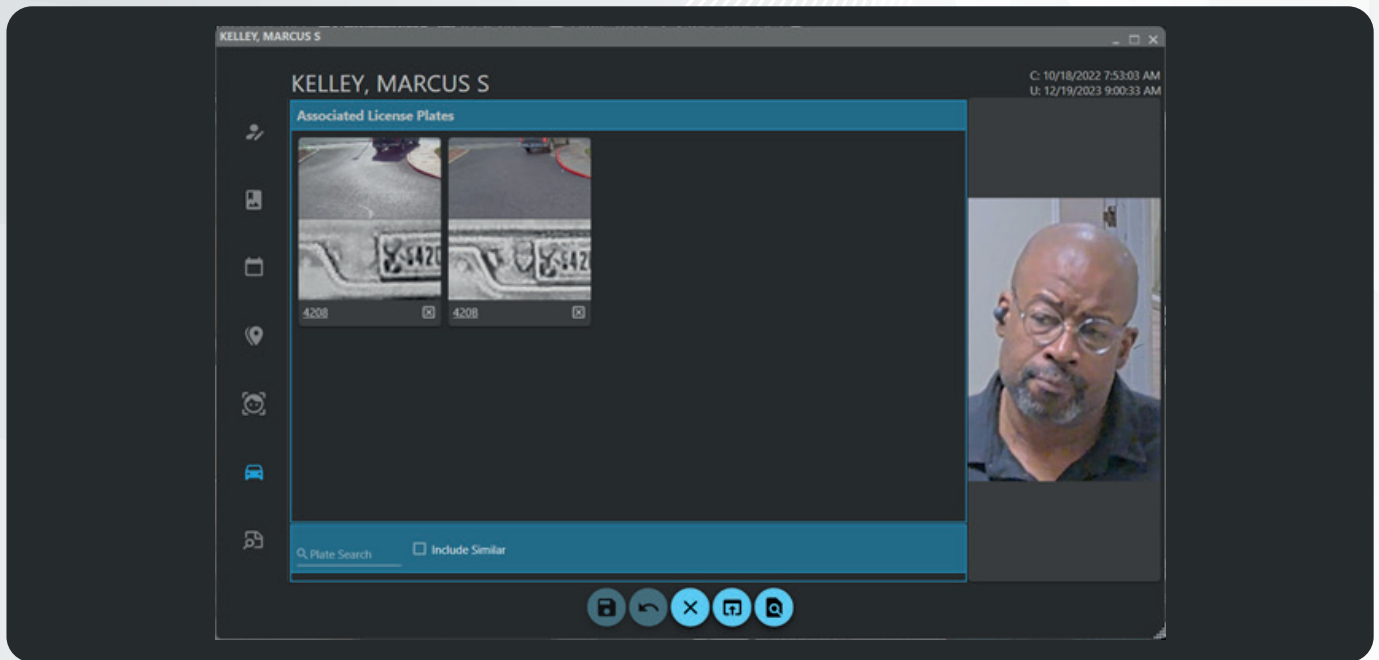 KELLEY, MARCUS S
KELLEY, MARCUS S
C: 10/18/2022 7:53:03 AM
U: 12/19/2023 9:00:33 AM
Associated License Plates
4208
4208
Plate Search
Include Similar